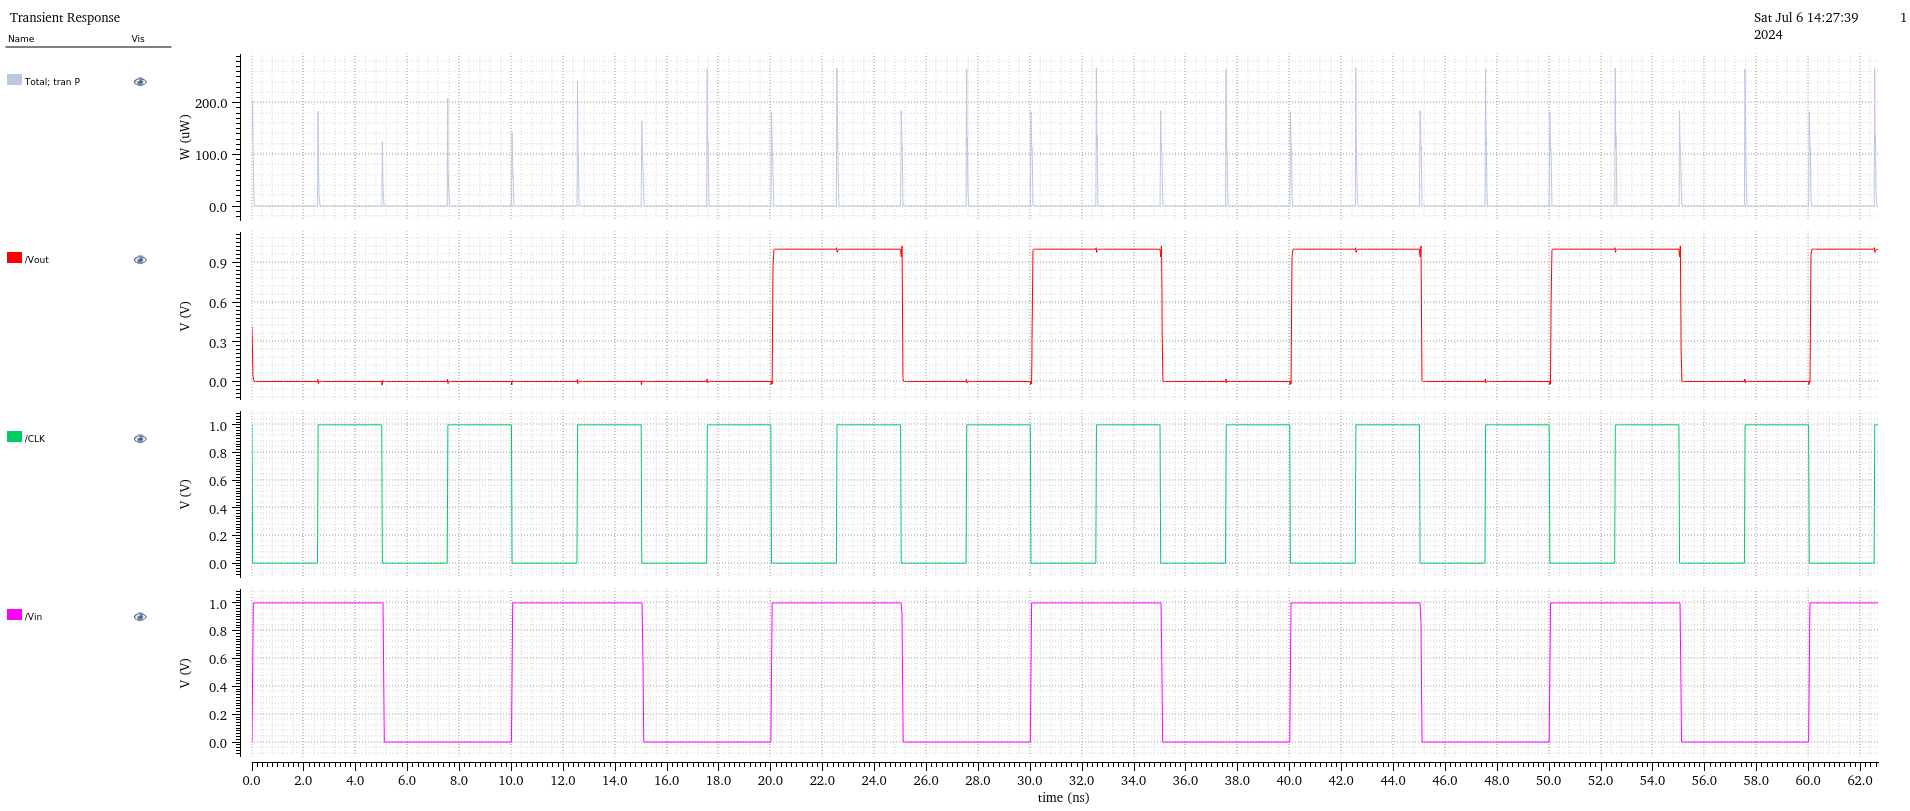 Transient Response
Sat Jul 6 14:27:39 1
2024
Name Vis
Total; tran P
200.0
100.0
0.0
W (uW)
/Vout
0.9
0.6
0.3
0.0
V (V)
/CLK
1.0
0.8
0.6
0.4
0.2
0.0
V (V)
/Vin
1.0
0.8
0.6
0.4
0.2
0.0
V (V)
0.0 2.0 4.0 6.0 8.0 10.0 12.0 14.0 16.0 18.0 20.0 22.0 24.0 26.0 28.0 30.0 32.0 34.0 36.0 38.0 40.0 42.0 44.0 46.0 48.0 50.0 52.0 54.0 56.0 58.0 60.0 62.0
time (ns)